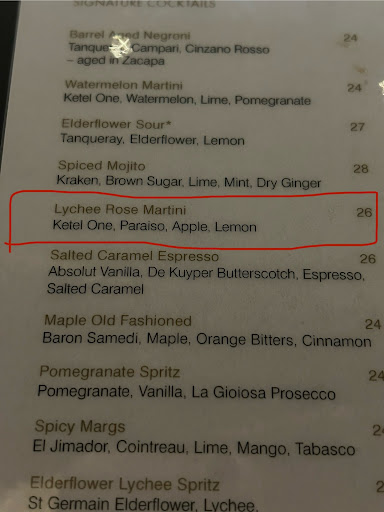 SIGNATURE COCKTAILS
Barrel Aged Negroni 24
Tanqueray, Campari, Cinzano Rosso
– aged in Zacapa
Watermelon Martini 24
Ketel One, Watermelon, Lime, Pomegranate
Elderflower Sour* 27
Tanqueray, Elderflower, Lemon
Spiced Mojito 28
Kraken, Brown Sugar, Lime, Mint, Dry Ginger
Lychee Rose Martini 26
Ketel One, Paraiso, Apple, Lemon
Salted Caramel Espresso 26
Absolut Vanilla, De Kuyper Butterscotch, Espresso,
Salted Caramel
Maple Old Fashioned 24
Baron Samedi, Maple, Orange Bitters, Cinnamon
Pomegranate Spritz 24
Pomegranate, Vanilla, La Gioiosa Prosecco
Spicy Margs
El Jimador, Cointreau, Lime, Mango, Tabasco
Elderflower Lychee Spritz
St Germain Elderflower, Lychee,